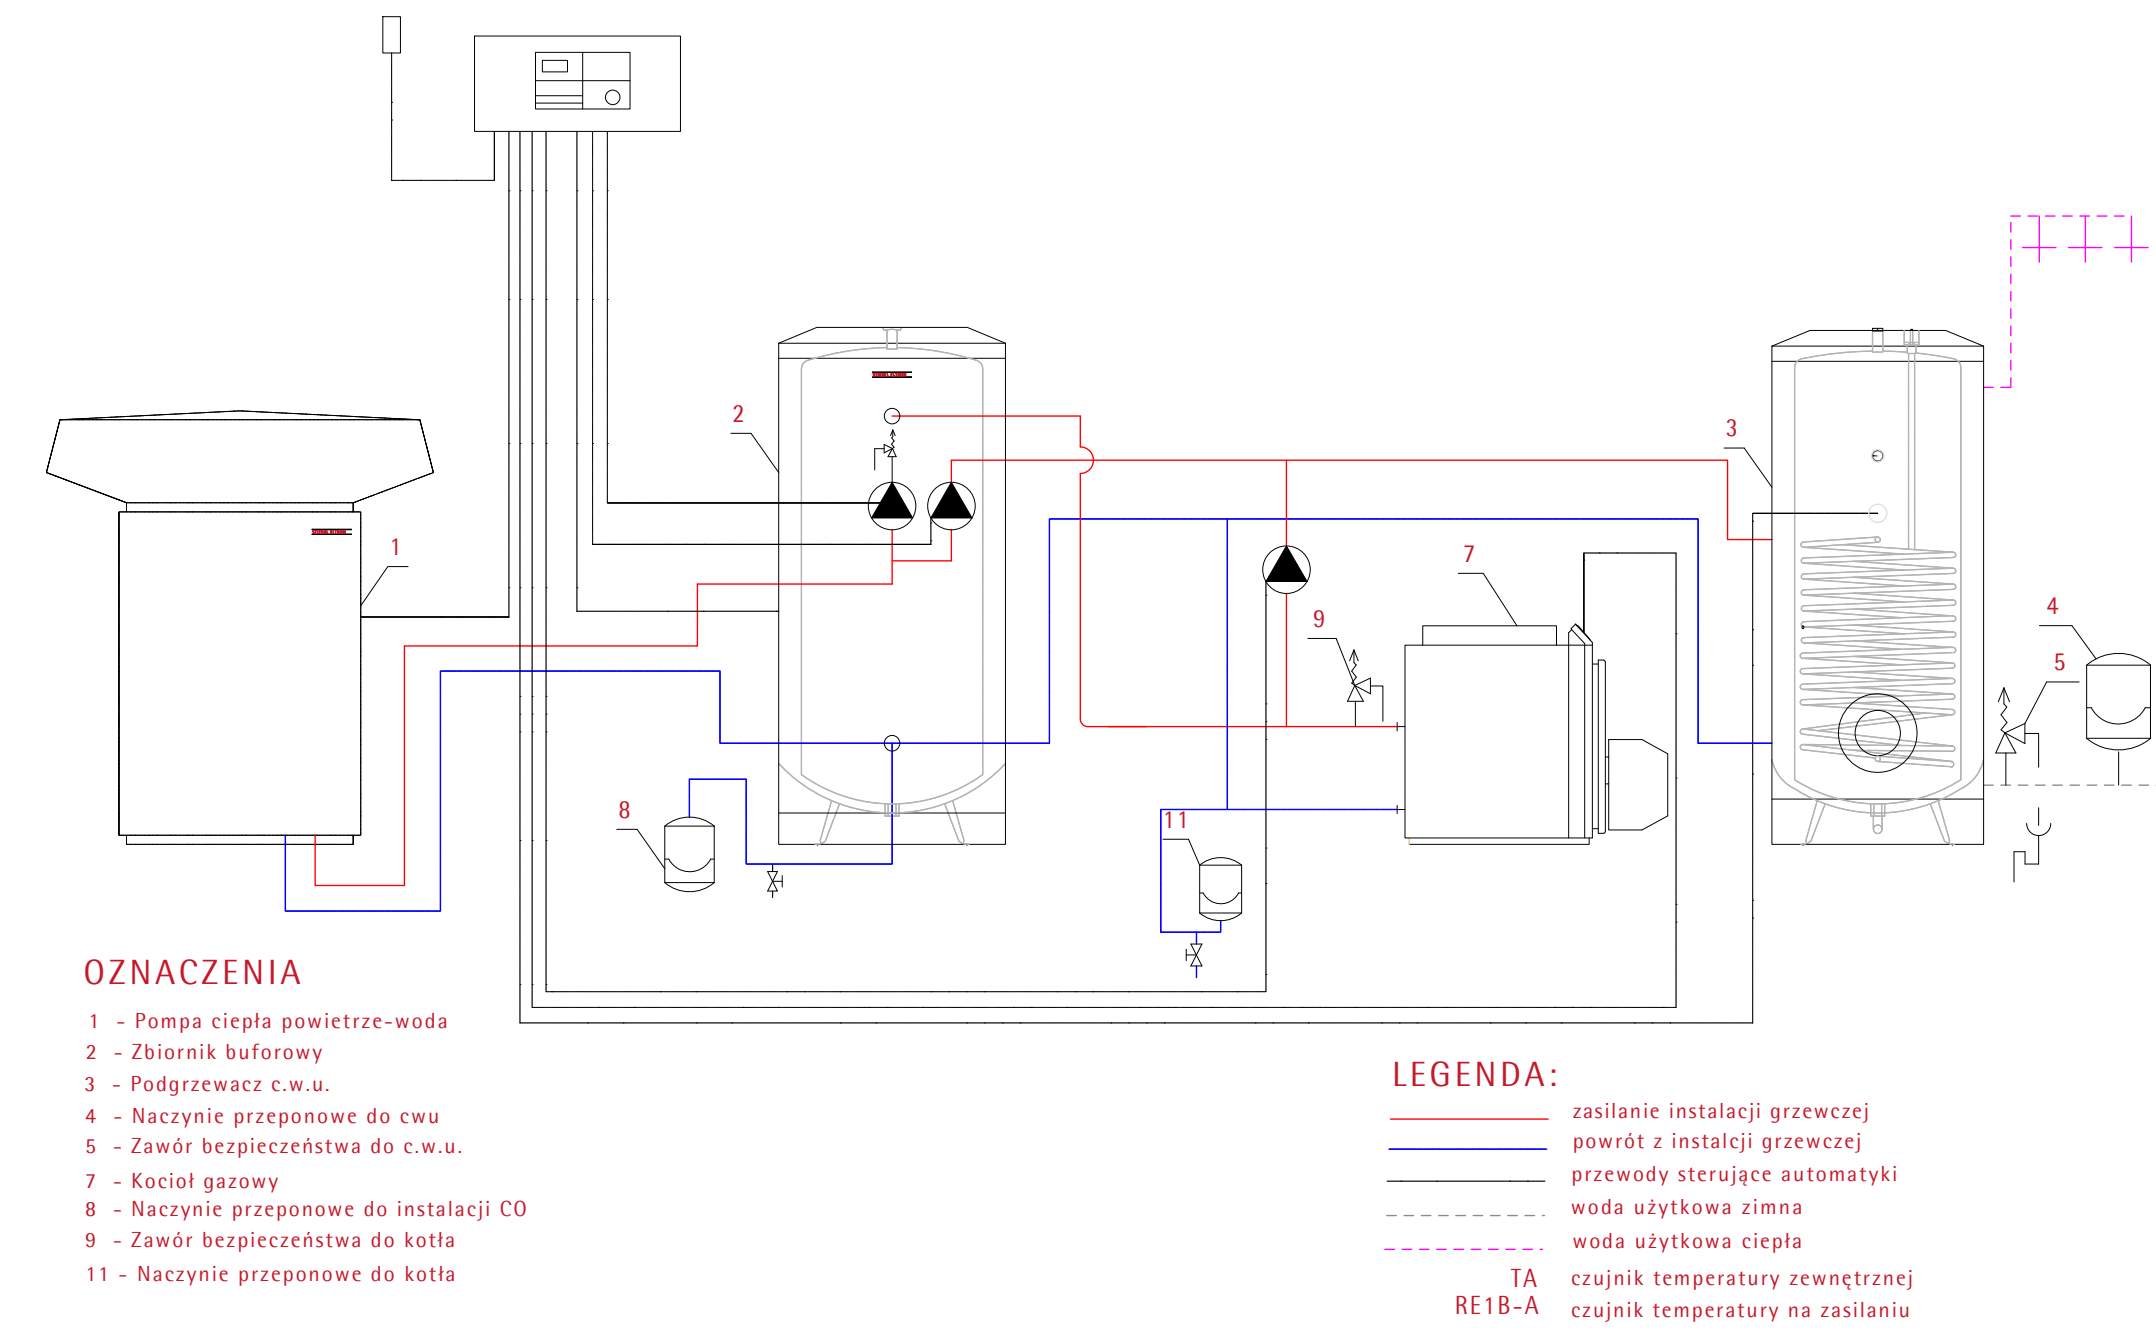 2
3
1
7
9
4
5
8
11
OZNACZENIA
1 - Pompa ciepła powietrze-woda
2 - Zbiornik buforowy
3 - Podgrzewacz c.w.u.
4 - Naczynie przeponowe do cwu
5 - Zawór bezpieczeństwa do c.w.u.
7 - Kocioł gazowy
8 - Naczynie przeponowe do instalacji CO
9 - Zawór bezpieczeństwa do kotła
11 - Naczynie przeponowe do kotła
LEGENDA:
zasilanie instalacji grzewczej
powrót z instalcji grzewczej
przewody sterujące automatyki
woda użytkowa zimna
woda użytkowa ciepła
TA czujnik temperatury zewnętrznej
RE1B-A czujnik temperatury na zasilaniu